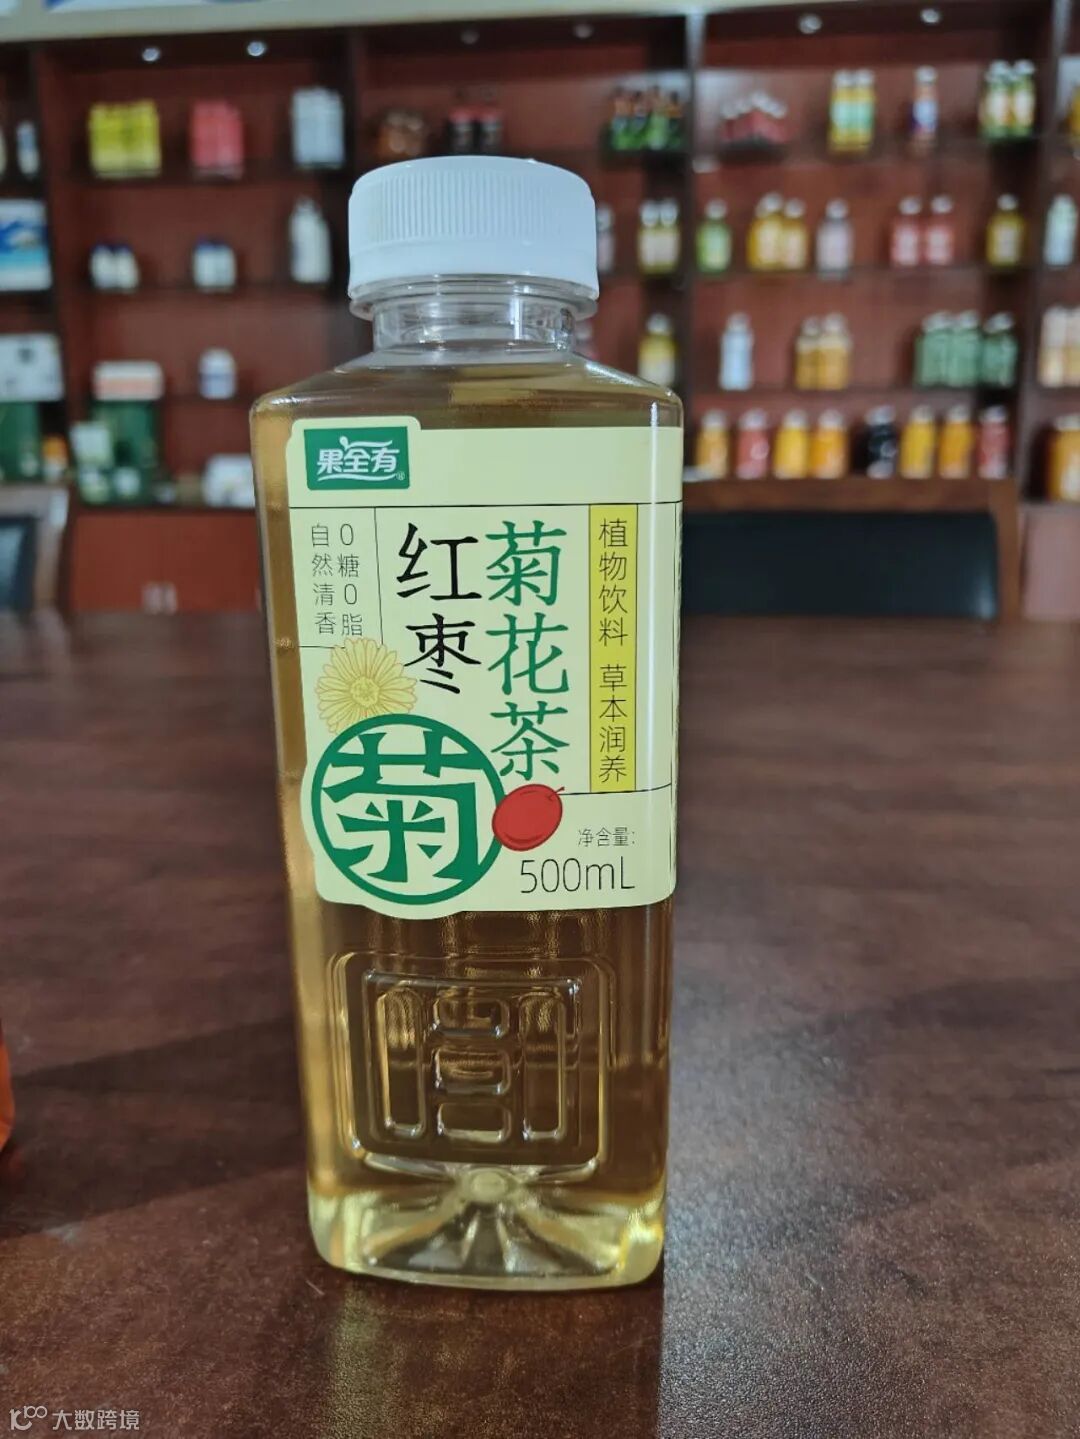 果全有
0糖0脂
自然清香
菊花茶
红枣
植物饮料 草本润养
菊
净含量:
500mL
大数跨境